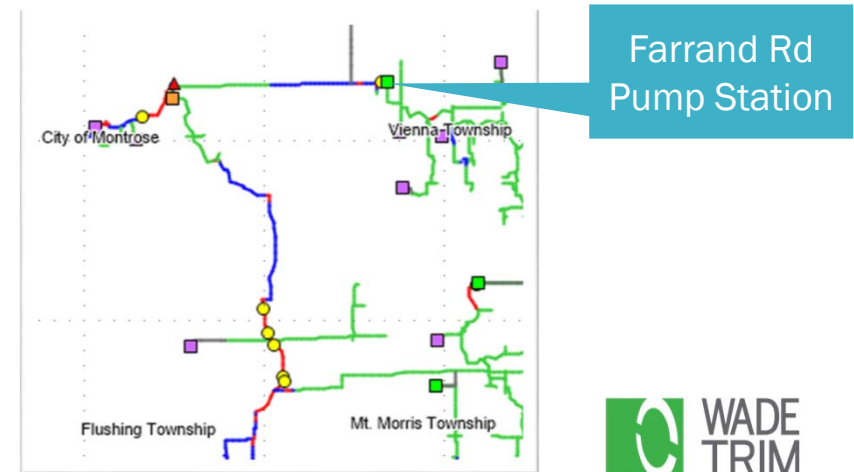 Farrand Rd
Pump Station
City of Montrose
Vienna Township
Flushing Township
Mt. Morris Township
WADE
TRIM